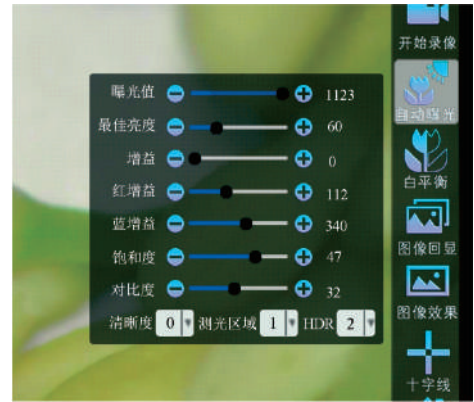 开始录像
曝光值 1123
自动曝光
最佳亮度 60
增益 0
白平衡
红增益 112
蓝增益 340
图像回显
饱和度 47
对比度 32
图像效果
清晰度 0 测光区域 1 HDR 2
十字线